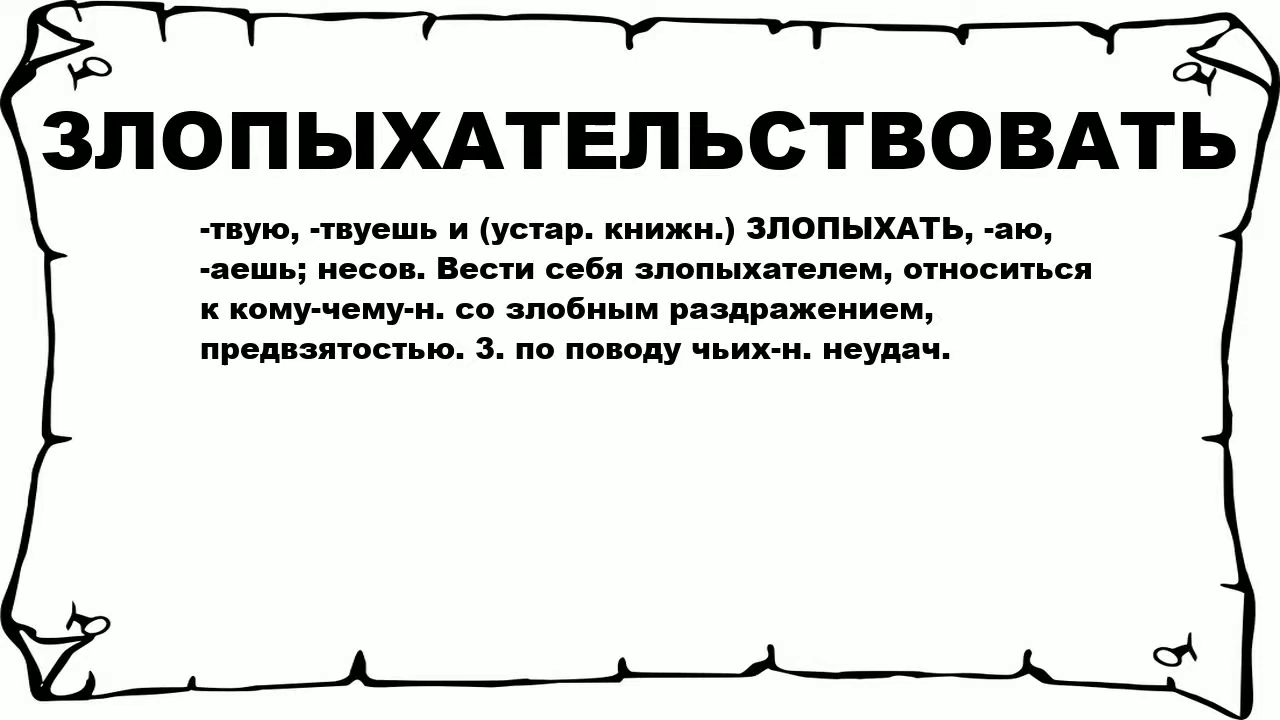 ЗЛОПЫХАТЕЛЬСТВОВАТЬ
-твую, -твуешь и (устар. книжн.) ЗЛОПЫХАТЬ, -аю,
-аешь; несов. Вести себя злопыхателем, относиться
к кому-чему-н. со злобным раздражением,
предвзятостью. 3. по поводу чьих-н. неудач.